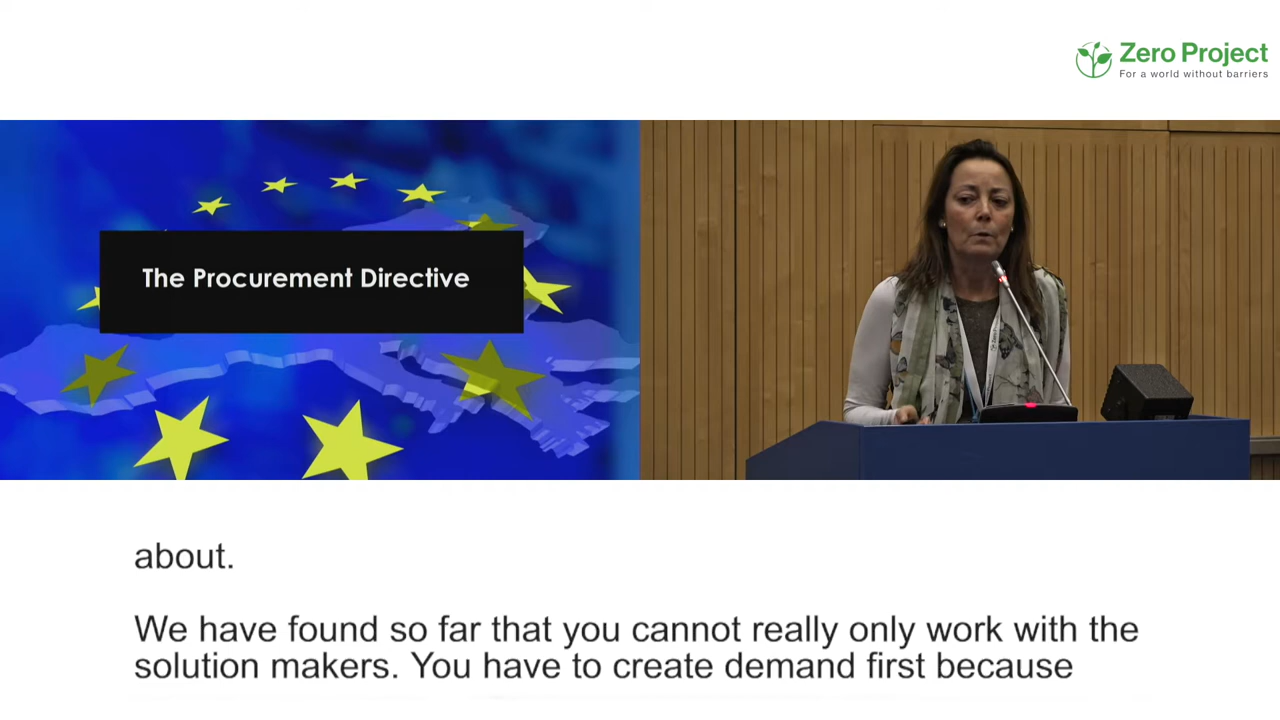 Zero Project
For a world without barriers
The Procurement Directive
about.
We have found so far that you cannot really only work with the
solution makers. You have to create demand first because